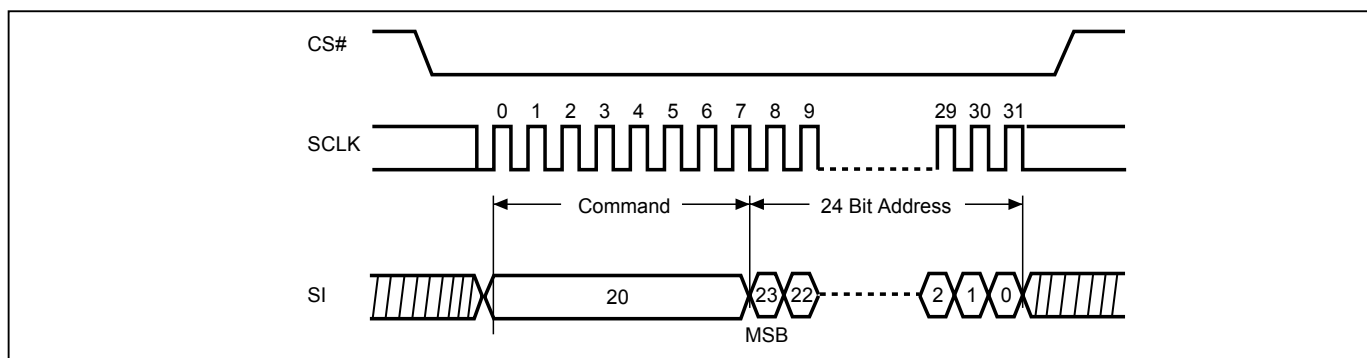 CS#
0 1 2 3 4 5 6 7 8 9 29 30 31
SCLK
Command 24 Bit Address
SI 20 23 22 2 1 0
MSB